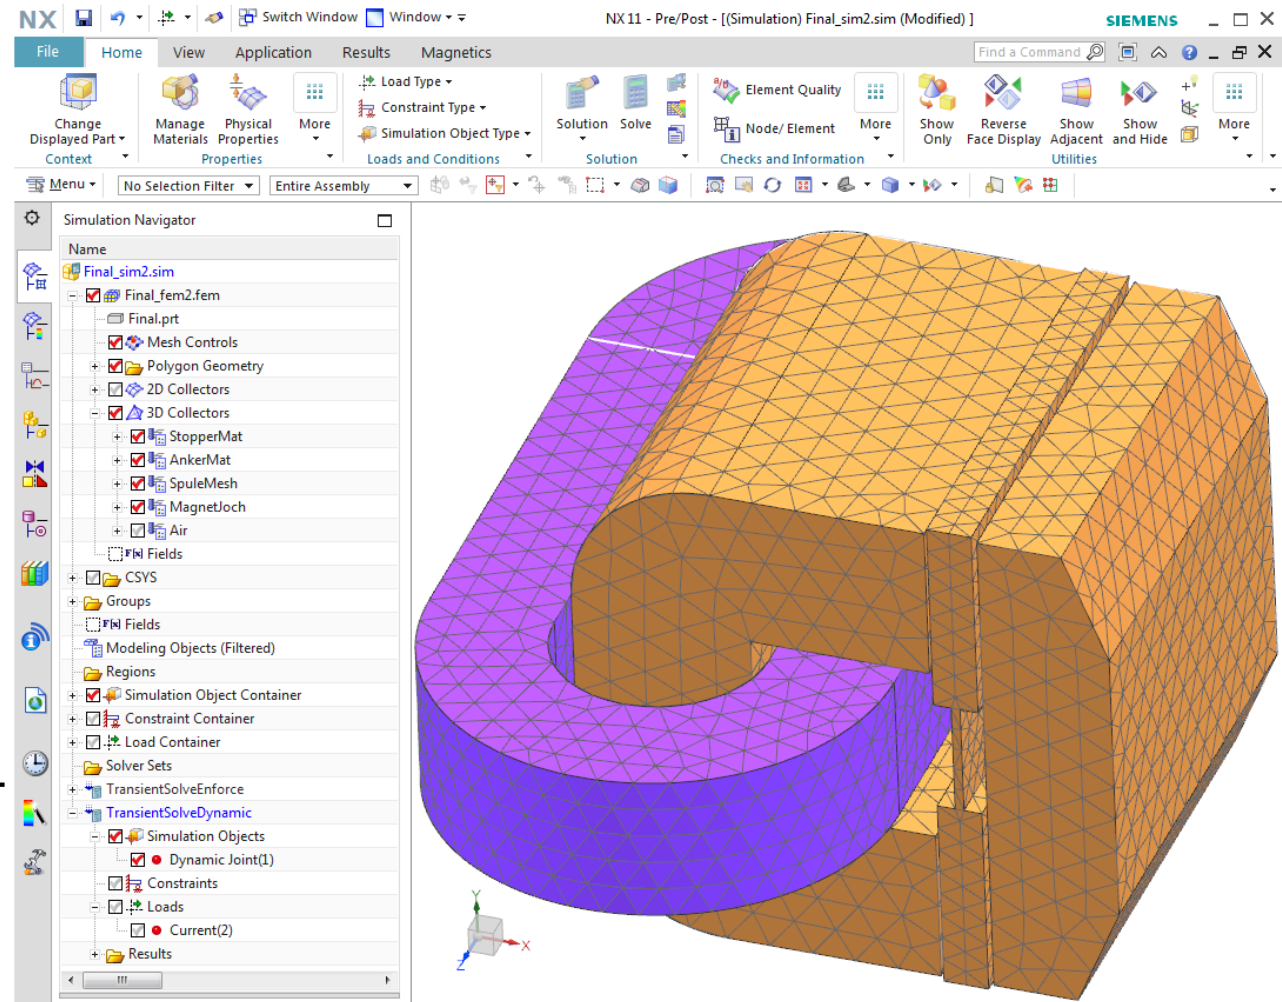 NX Switch Window Window NX 11 - Pre/Post - [(Simulation) Final_sim2.sim (Modified) ] SIEMENS
File Home View Application Results Magnetics Find a Command
Change Displayed Part
Manage Materials
Physical Properties
More
Load Type
Constraint Type
Simulation Object Type
Solution
Solve
Element Quality
Node/ Element
More
Show Only
Reverse Face Display
Show Adjacent
Show and Hide
More
Context Properties Loads and Conditions Solution Checks and Information Utilities
Menu No Selection Filter Entire Assembly
Simulation Navigator
Name
Final_sim2.sim
Final_fem2.fem
Final.prt
Mesh Controls
Polygon Geometry
2D Collectors
3D Collectors
StopperMat
AnkerMat
SpuleMesh
MagnetJoch
Air
F(x) Fields
CSYS
Groups
F(x) Fields
Modeling Objects (Filtered)
Regions
Simulation Object Container
Constraint Container
Load Container
Solver Sets
TransientSolveEnforce
TransientSolveDynamic
Simulation Objects
Dynamic Joint(1)
Constraints
Loads
Current(2)
Results
Y
X
Z